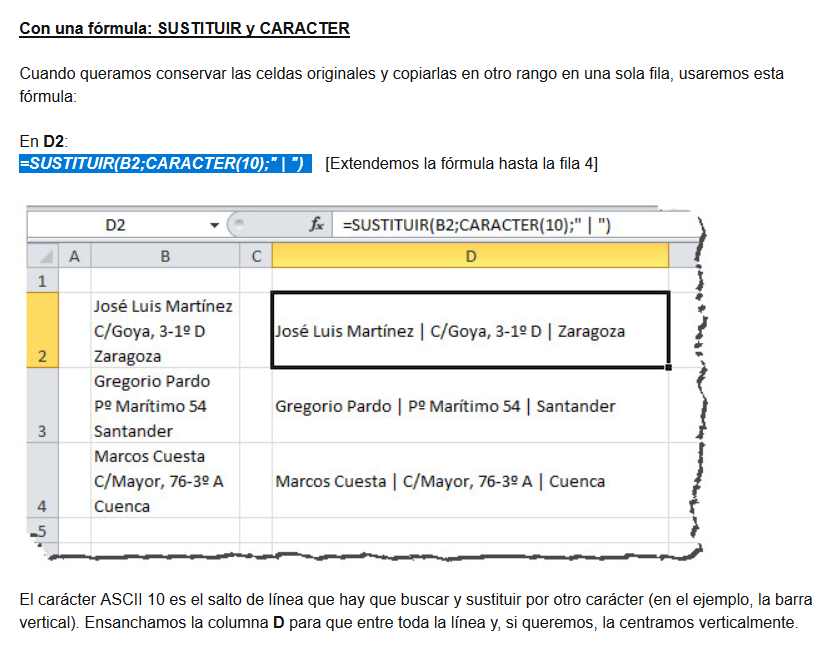 Con una fórmula: SUSTITUIR y CARACTER
Cuando queramos conservar las celdas originales y copiarlas en otro rango en una sola fila, usaremos esta
fórmula:
En D2:
=SUSTITUIR(B2;CARACTER(10);" | ") [Extendemos la fórmula hasta la fila 4]
D2 fx =SUSTITUIR(B2;CARACTER(10);" | ")
A B C D
1
José Luis Martínez
C/Goya, 3-1º D José Luis Martínez | C/Goya, 3-1º D | Zaragoza
2 Zaragoza
Gregorio Pardo
Pº Marítimo 54 Gregorio Pardo | Pº Marítimo 54 | Santander
3 Santander
Marcos Cuesta
C/Mayor, 76-3º A Marcos Cuesta | C/Mayor, 76-3º A | Cuenca
4 Cuenca
5
El carácter ASCII 10 es el salto de línea que hay que buscar y sustituir por otro carácter (en el ejemplo, la barra
vertical). Ensanchamos la columna D para que entre toda la línea y, si queremos, la centramos verticalmente.